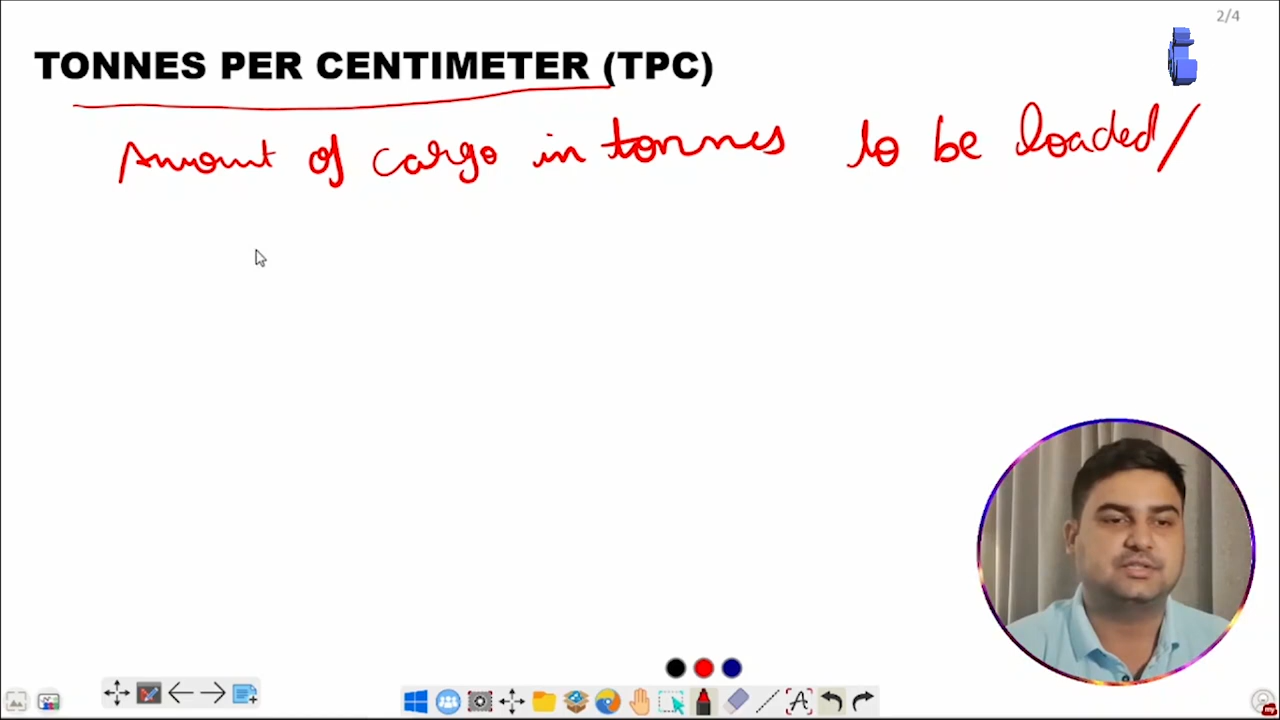 2/4
TONNES PER CENTIMETER (TPC)
Amount of cargo in tonnes to be loaded/